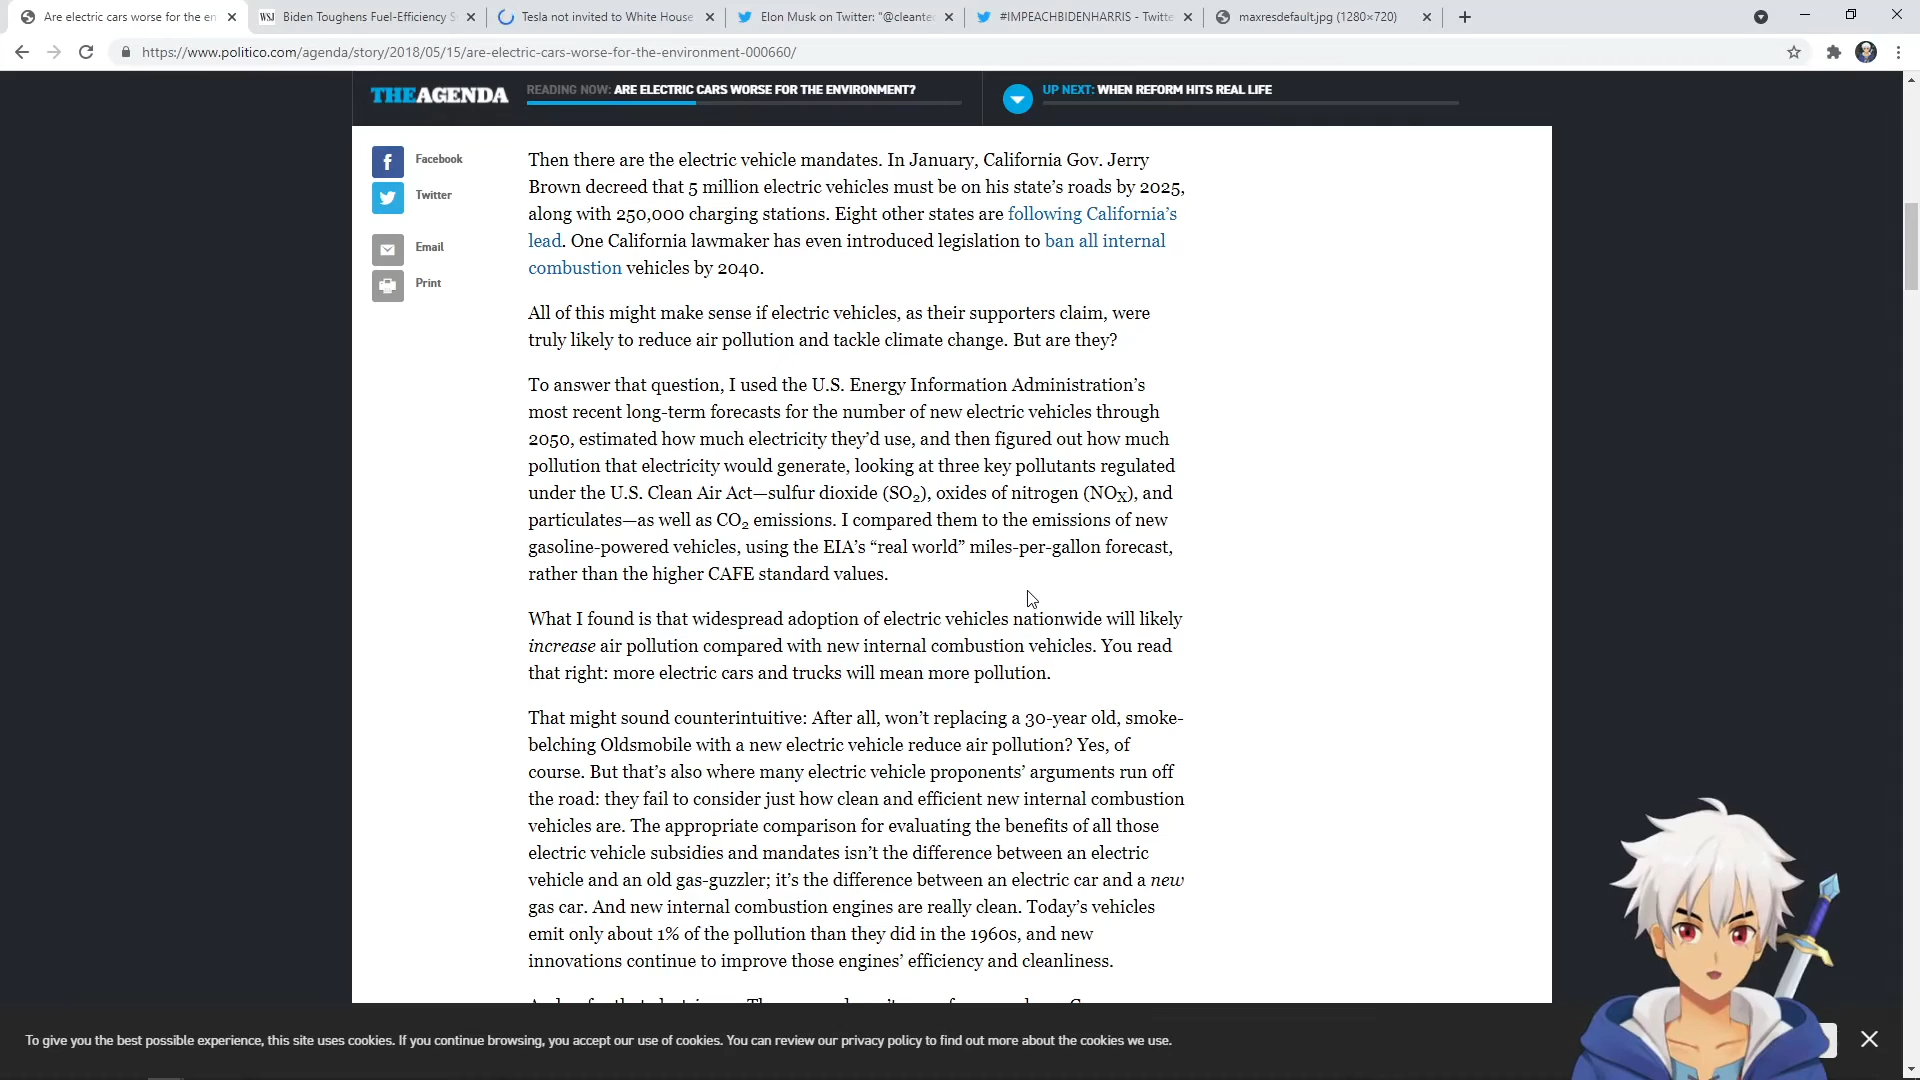 Are electric cars worse for the en
WSJ Biden Toughens Fuel-Efficiency S
Tesla not invited to White House
Elon Musk on Twitter: "@cleante
#IMPEACHBIDENHARRIS - Twitte
maxresdefault.jpg (1280×720)
https://www.politico.com/agenda/story/2018/05/15/are-electric-cars-worse-for-the-environment-000660/
THEAGENDA
READING NOW: ARE ELECTRIC CARS WORSE FOR THE ENVIRONMENT?
UP NEXT: WHEN REFORM HITS REAL LIFE
Facebook
Twitter
Email
Print
Then there are the electric vehicle mandates. In January, California Gov. Jerry
Brown decreed that 5 million electric vehicles must be on his state’s roads by 2025,
along with 250,000 charging stations. Eight other states are following California’s
lead. One California lawmaker has even introduced legislation to ban all internal
combustion vehicles by 2040.
All of this might make sense if electric vehicles, as their supporters claim, were
truly likely to reduce air pollution and tackle climate change. But are they?
To answer that question, I used the U.S. Energy Information Administration’s
most recent long-term forecasts for the number of new electric vehicles through
2050, estimated how much electricity they’d use, and then figured out how much
pollution that electricity would generate, looking at three key pollutants regulated
under the U.S. Clean Air Act—sulfur dioxide (SO2), oxides of nitrogen (NOX), and
particulates—as well as CO2 emissions. I compared them to the emissions of new
gasoline-powered vehicles, using the EIA’s “real world” miles-per-gallon forecast,
rather than the higher CAFE standard values.
What I found is that widespread adoption of electric vehicles nationwide will likely
increase air pollution compared with new internal combustion vehicles. You read
that right: more electric cars and trucks will mean more pollution.
That might sound counterintuitive: After all, won’t replacing a 30-year old, smoke-
belching Oldsmobile with a new electric vehicle reduce air pollution? Yes, of
course. But that’s also where many electric vehicle proponents’ arguments run off
the road: they fail to consider just how clean and efficient new internal combustion
vehicles are. The appropriate comparison for evaluating the benefits of all those
electric vehicle subsidies and mandates isn’t the difference between an electric
vehicle and an old gas-guzzler; it’s the difference between an electric car and a new
gas car. And new internal combustion engines are really clean. Today’s vehicles
emit only about 1% of the pollution than they did in the 1960s, and new
innovations continue to improve those engines’ efficiency and cleanliness.
To give you the best possible experience, this site uses cookies. If you continue browsing, you accept our use of cookies. You can review our privacy policy to find out more about the cookies we use.